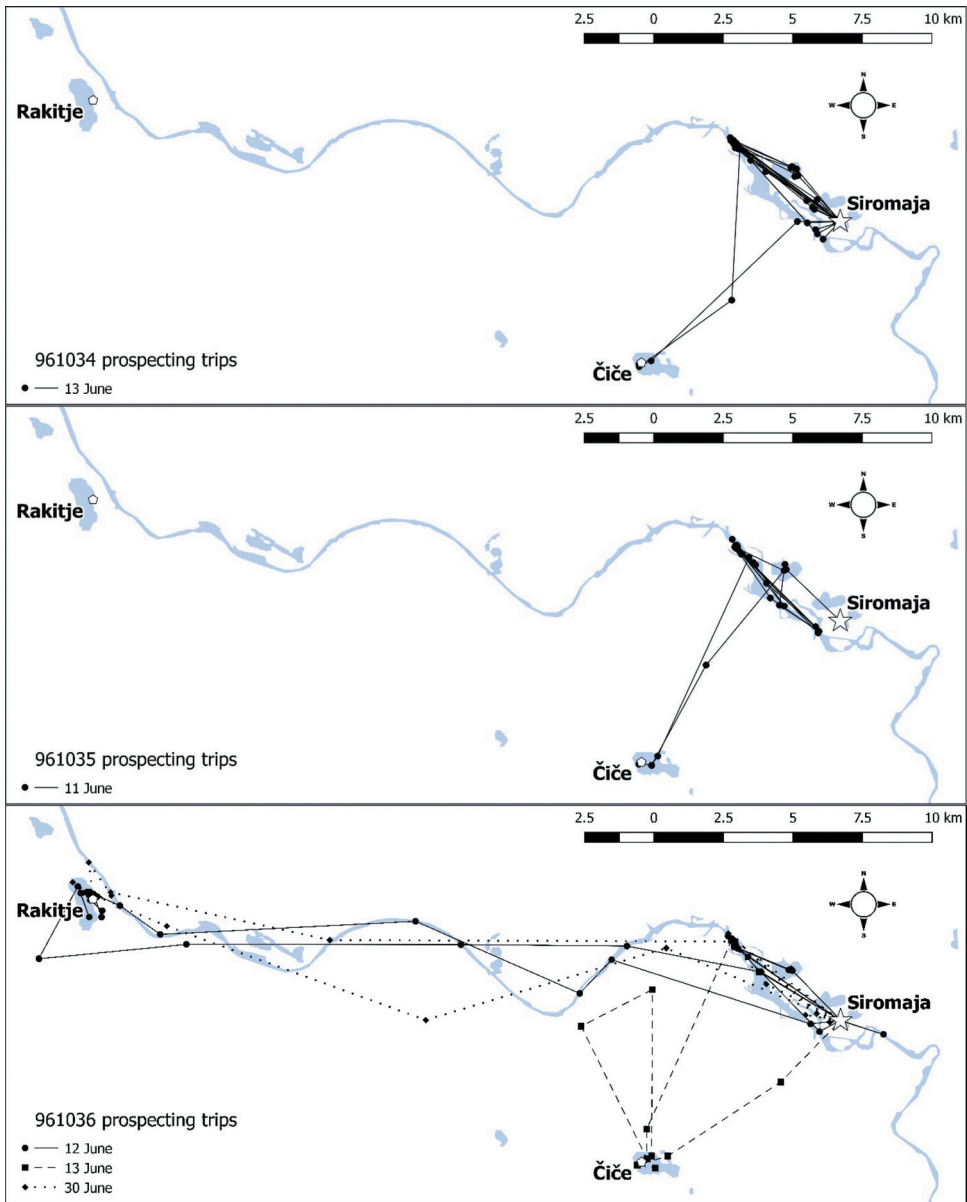 2.5 0 2.5 5 7.5 10 km
N
W E
S
Rakitje
Siromaja
Čiče
961034 prospecting trips
13 June
2.5 0 2.5 5 7.5 10 km
N
W E
S
Rakitje
Siromaja
Čiče
961035 prospecting trips
11 June
2.5 0 2.5 5 7.5 10 km
N
W E
S
Rakitje
Siromaja
Čiče
961036 prospecting trips
12 June
13 June
30 June